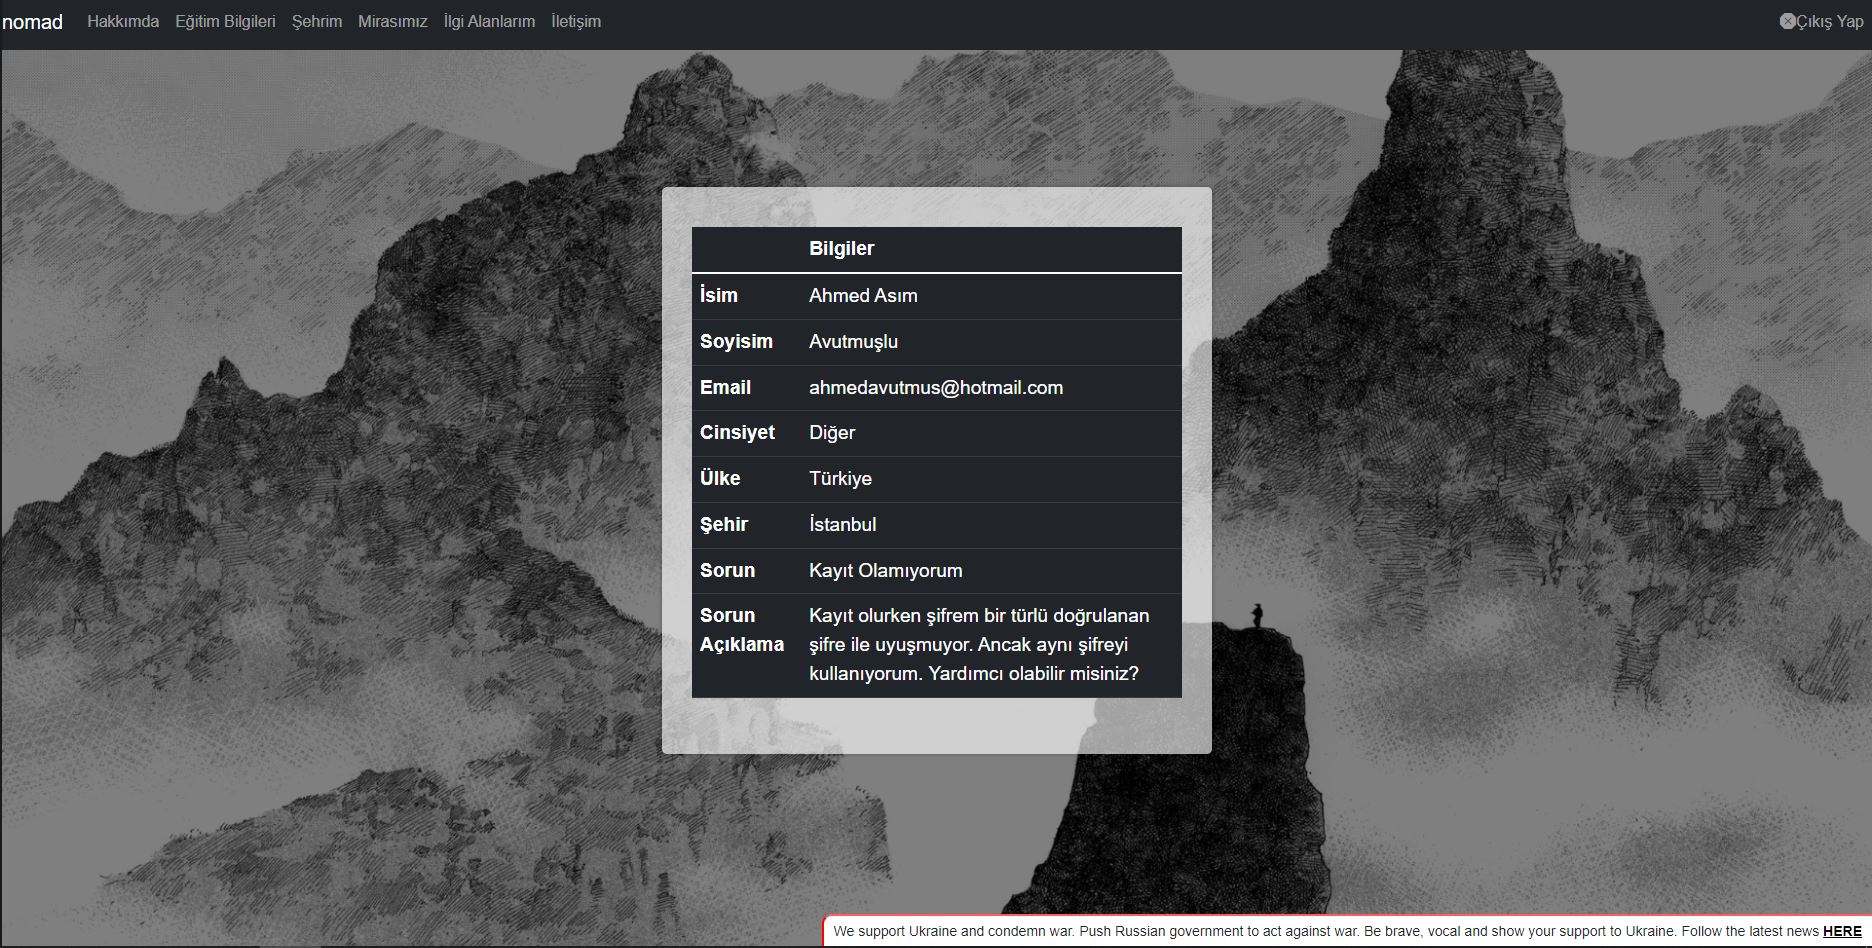 nomad Hakkımda Eğitim Bilgileri Şehrim Mirasımız İlgi Alanlarım İletişim Çıkış Yap
Bilgiler
İsim Ahmed Asım
Soyisim Avutmuşlu
Email ahmedavutmus@hotmail.com
Cinsiyet Diğer
Ülke Türkiye
Şehir İstanbul
Sorun Kayıt Olamıyorum
Sorun Kayıt olurken şifrem bir türlü doğrulanan
Açıklama şifre ile uyuşmuyor. Ancak aynı şifreyi
kullanıyorum. Yardımcı olabilir misiniz?
We support Ukraine and condemn war. Push Russian government to act against war. Be brave, vocal and show your support to Ukraine. Follow the latest news HERE